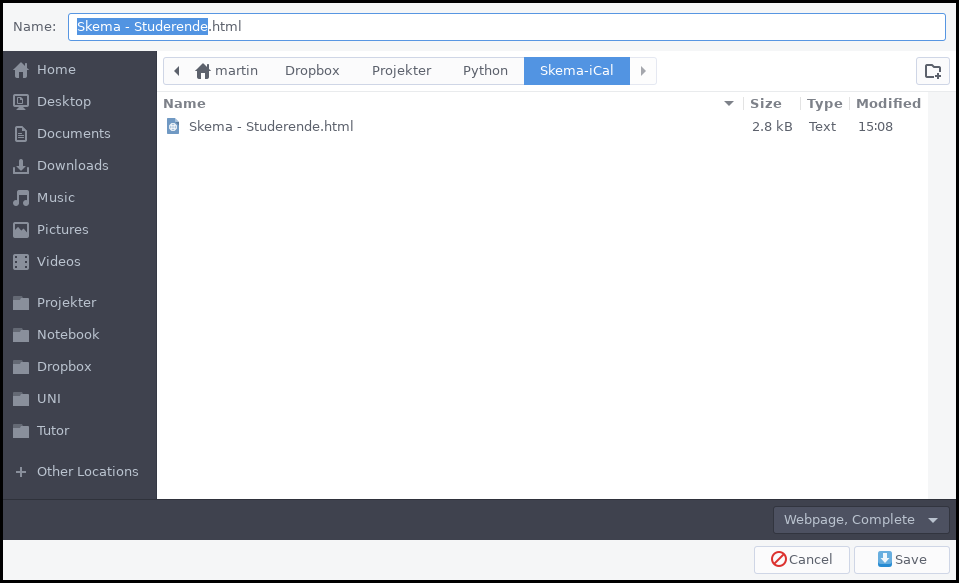 Name: Skema - Studerende.html
Home
Desktop
Documents
Downloads
Music
Pictures
Videos
Projekter
Notebook
Dropbox
UNI
Tutor
Other Locations
martin Dropbox Projekter Python Skema-iCal
Name Size Type Modified
Skema - Studerende.html 2.8 kB Text 15:08
Webpage, Complete
Cancel Save